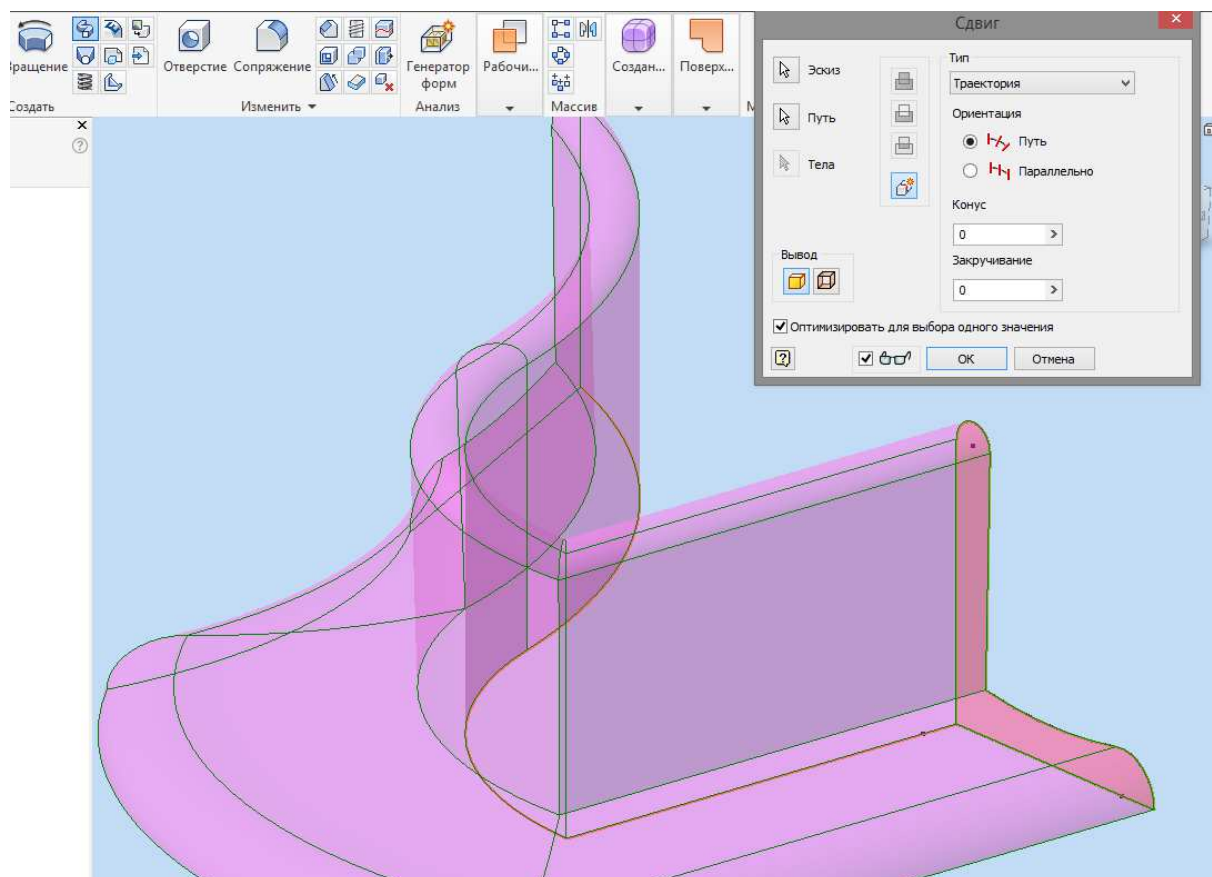 Сдвиг
Вращение
Отверстие Сопряжение
Генератор
форм
Рабочи...
Создан...
Поверх...
Создать
Изменить
Анализ
Массив
Эскиз
Путь
Тела
Вывод
Тип
Траектория
Ориентация
Путь
Параллельно
Конус
0
Закручивание
0
Оптимизировать для выбора одного значения
ОК
Отмена